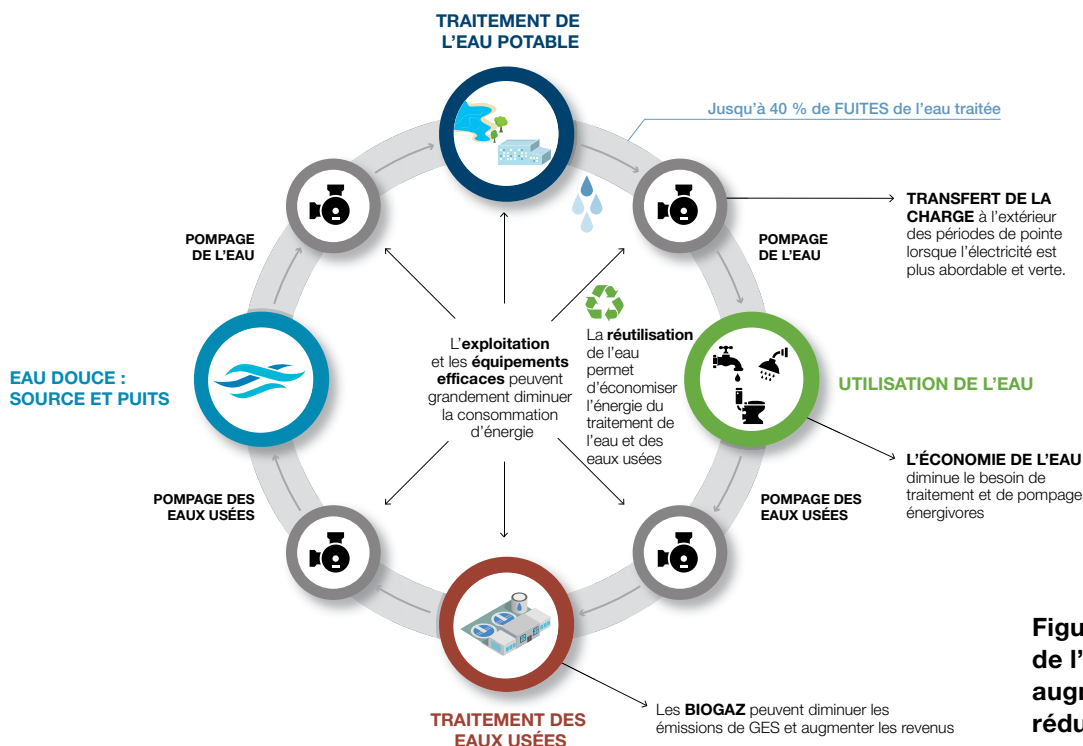 TRAITEMENT DE
L'EAU POTABLE
Jusqu'à 40 % de FUITES de l'eau traitée
TRANSFERT DE LA
CHARGE à l'extérieur
des périodes de pointe
lorsque l'électricité est
plus abordable et verte.
POMPAGE
DE L'EAU
POMPAGE
DE L'EAU
L'exploitation
et les équipements
efficaces peuvent
grandement diminuer
la consommation
d'énergie
La réutilisation
de l'eau
permet
d'économiser
l'énergie du
traitement de
l'eau et des
eaux usées
EAU DOUCE :
SOURCE ET PUITS
UTILISATION DE L'EAU
L'ÉCONOMIE DE L'EAU
diminue le besoin de
traitement et de pompage
énergivores
POMPAGE DES
EAUX USÉES
POMPAGE DES
EAUX USÉES
TRAITEMENT DES
EAUX USÉES
Les BIOGAZ peuvent diminuer les
émissions de GES et augmenter les revenus
Figu
de l'
augm
rédu